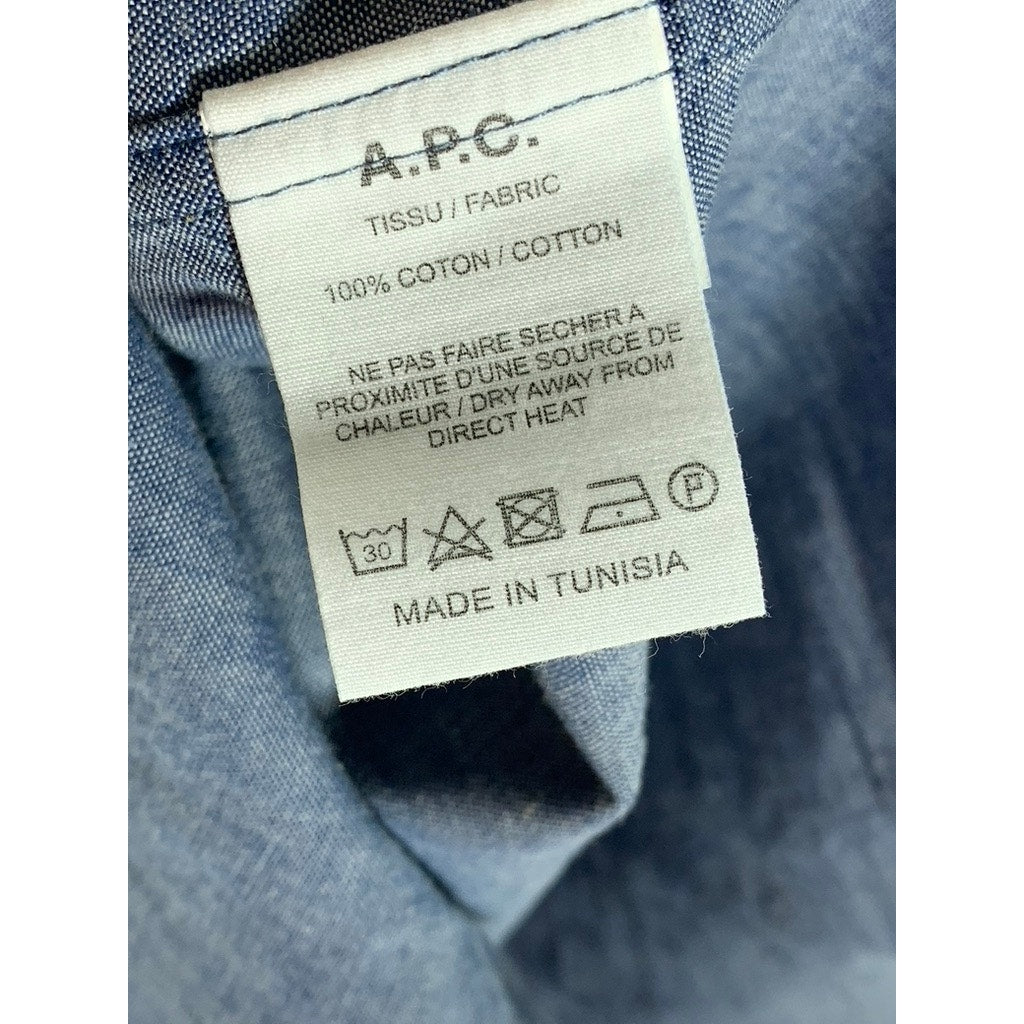 A.P.C.
TISSU / FABRIC
100% COTON / COTTON
NE PAS FAIRE SECHER A
PROXIMITE D'UNE SOURCE DE
CHALEUR / DRY AWAY FROM
DIRECT HEAT
30 P
MADE IN TUNISIA